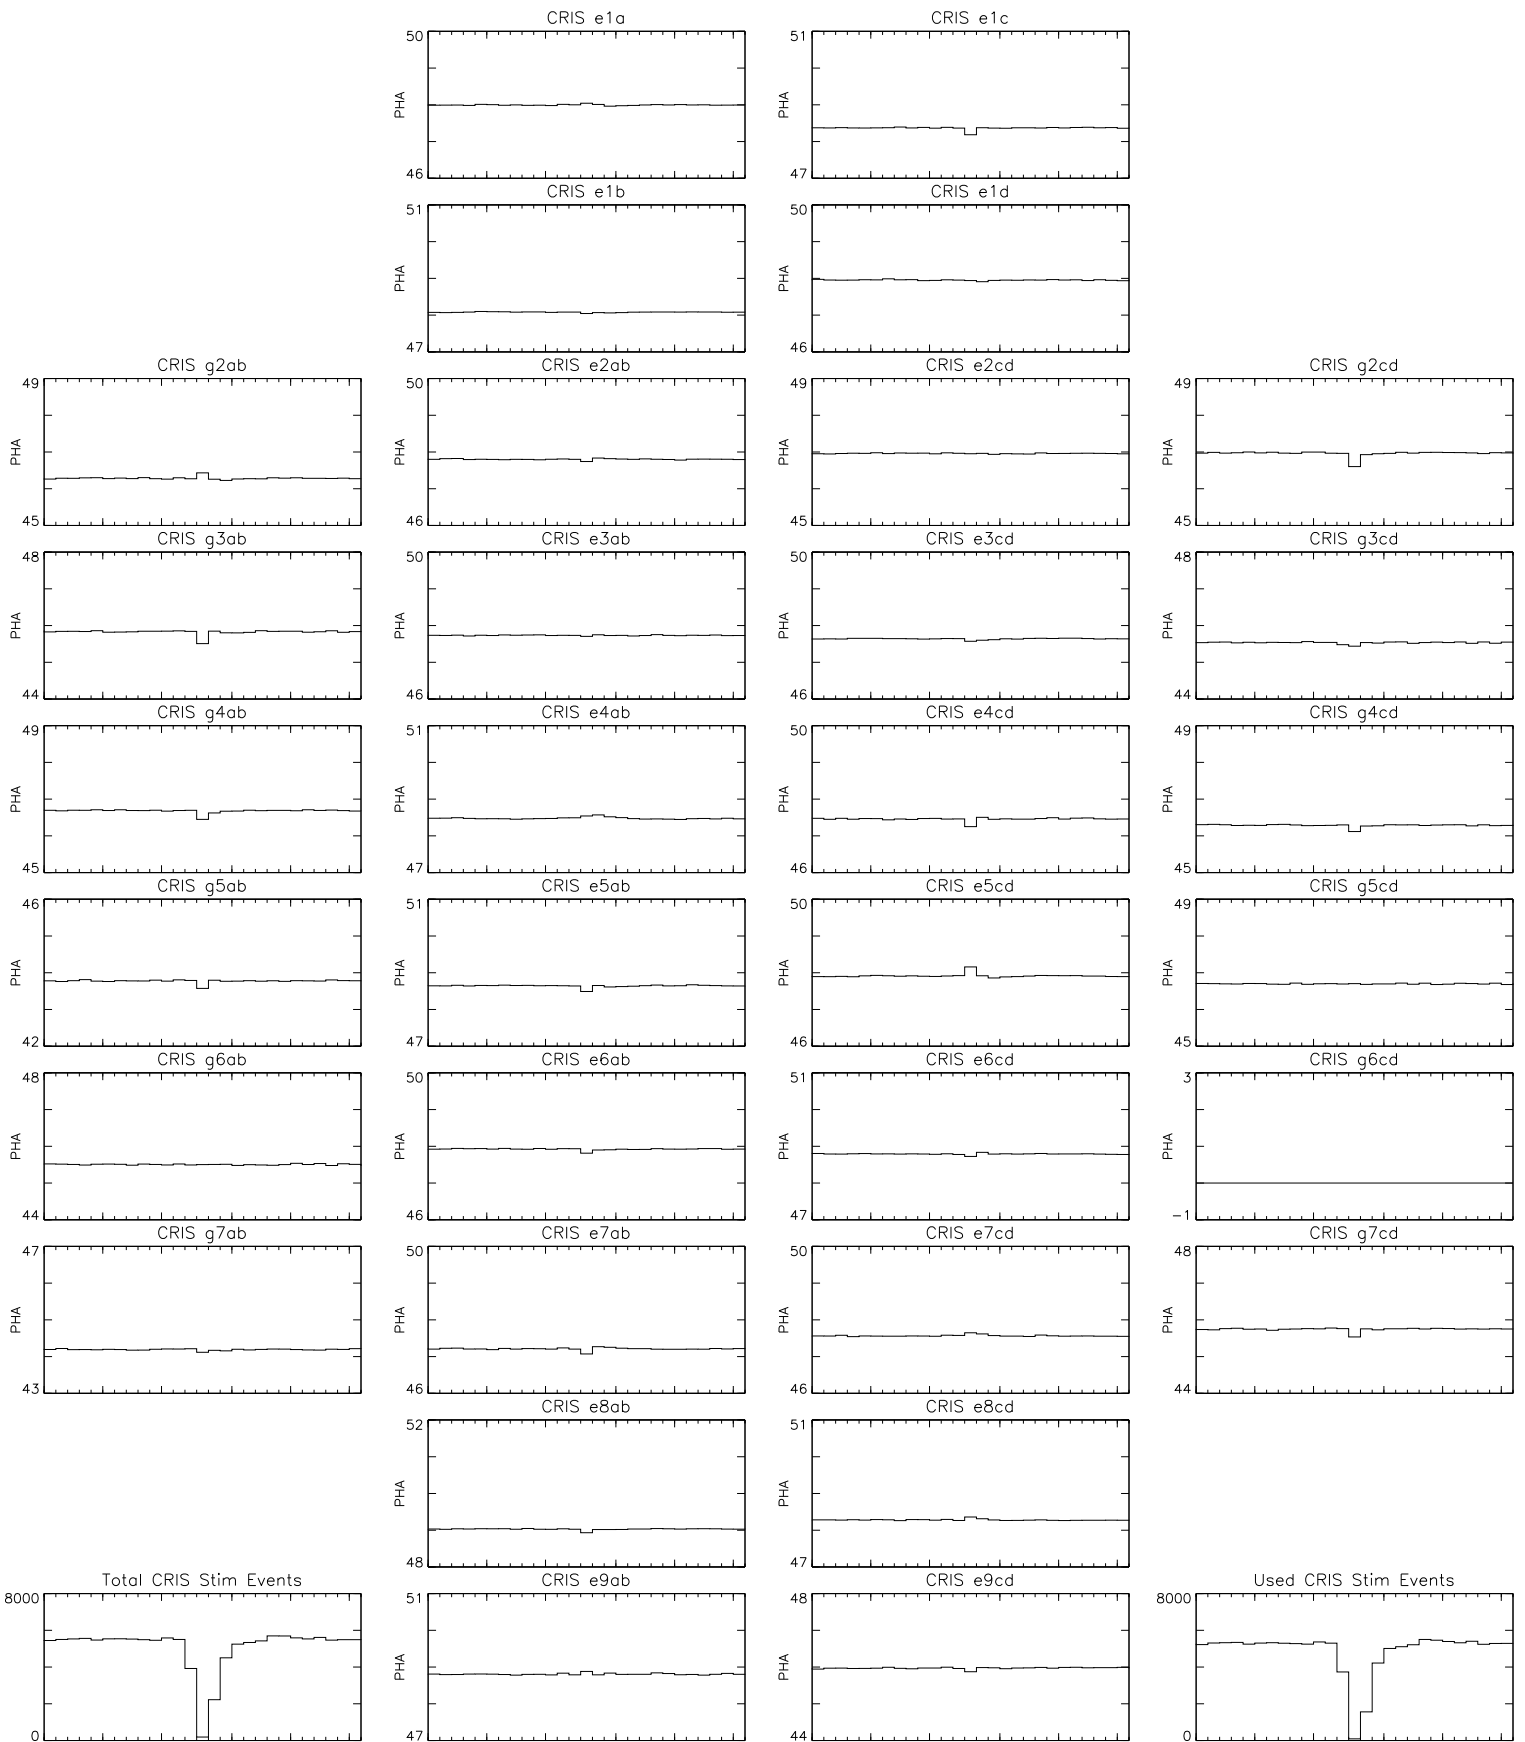 CRIS e1a
50
PHA
46
CRIS e1c
51
PHA
47
CRIS e1b
51
PHA
47
CRIS e1d
50
PHA
46
CRIS g2ab
49
PHA
45
CRIS e2ab
50
PHA
46
CRIS e2cd
49
PHA
45
CRIS g2cd
49
PHA
45
CRIS g3ab
48
PHA
44
CRIS e3ab
50
PHA
46
CRIS e3cd
50
PHA
46
CRIS g3cd
48
PHA
44
CRIS g4ab
49
PHA
45
CRIS e4ab
51
PHA
47
CRIS e4cd
50
PHA
46
CRIS g4cd
49
PHA
45
CRIS g5ab
46
PHA
42
CRIS e5ab
51
PHA
47
CRIS e5cd
50
PHA
46
CRIS g5cd
49
PHA
45
CRIS g6ab
48
PHA
44
CRIS e6ab
50
PHA
46
CRIS e6cd
51
PHA
47
CRIS g6cd
3
PHA
-1
CRIS g7ab
47
PHA
43
CRIS e7ab
50
PHA
46
CRIS e7cd
50
PHA
46
CRIS g7cd
48
PHA
44
CRIS e8ab
52
PHA
48
CRIS e8cd
51
PHA
47
Total CRIS Stim Events
8000
0
CRIS e9ab
51
PHA
47
CRIS e9cd
48
PHA
44
Used CRIS Stim Events
8000
0